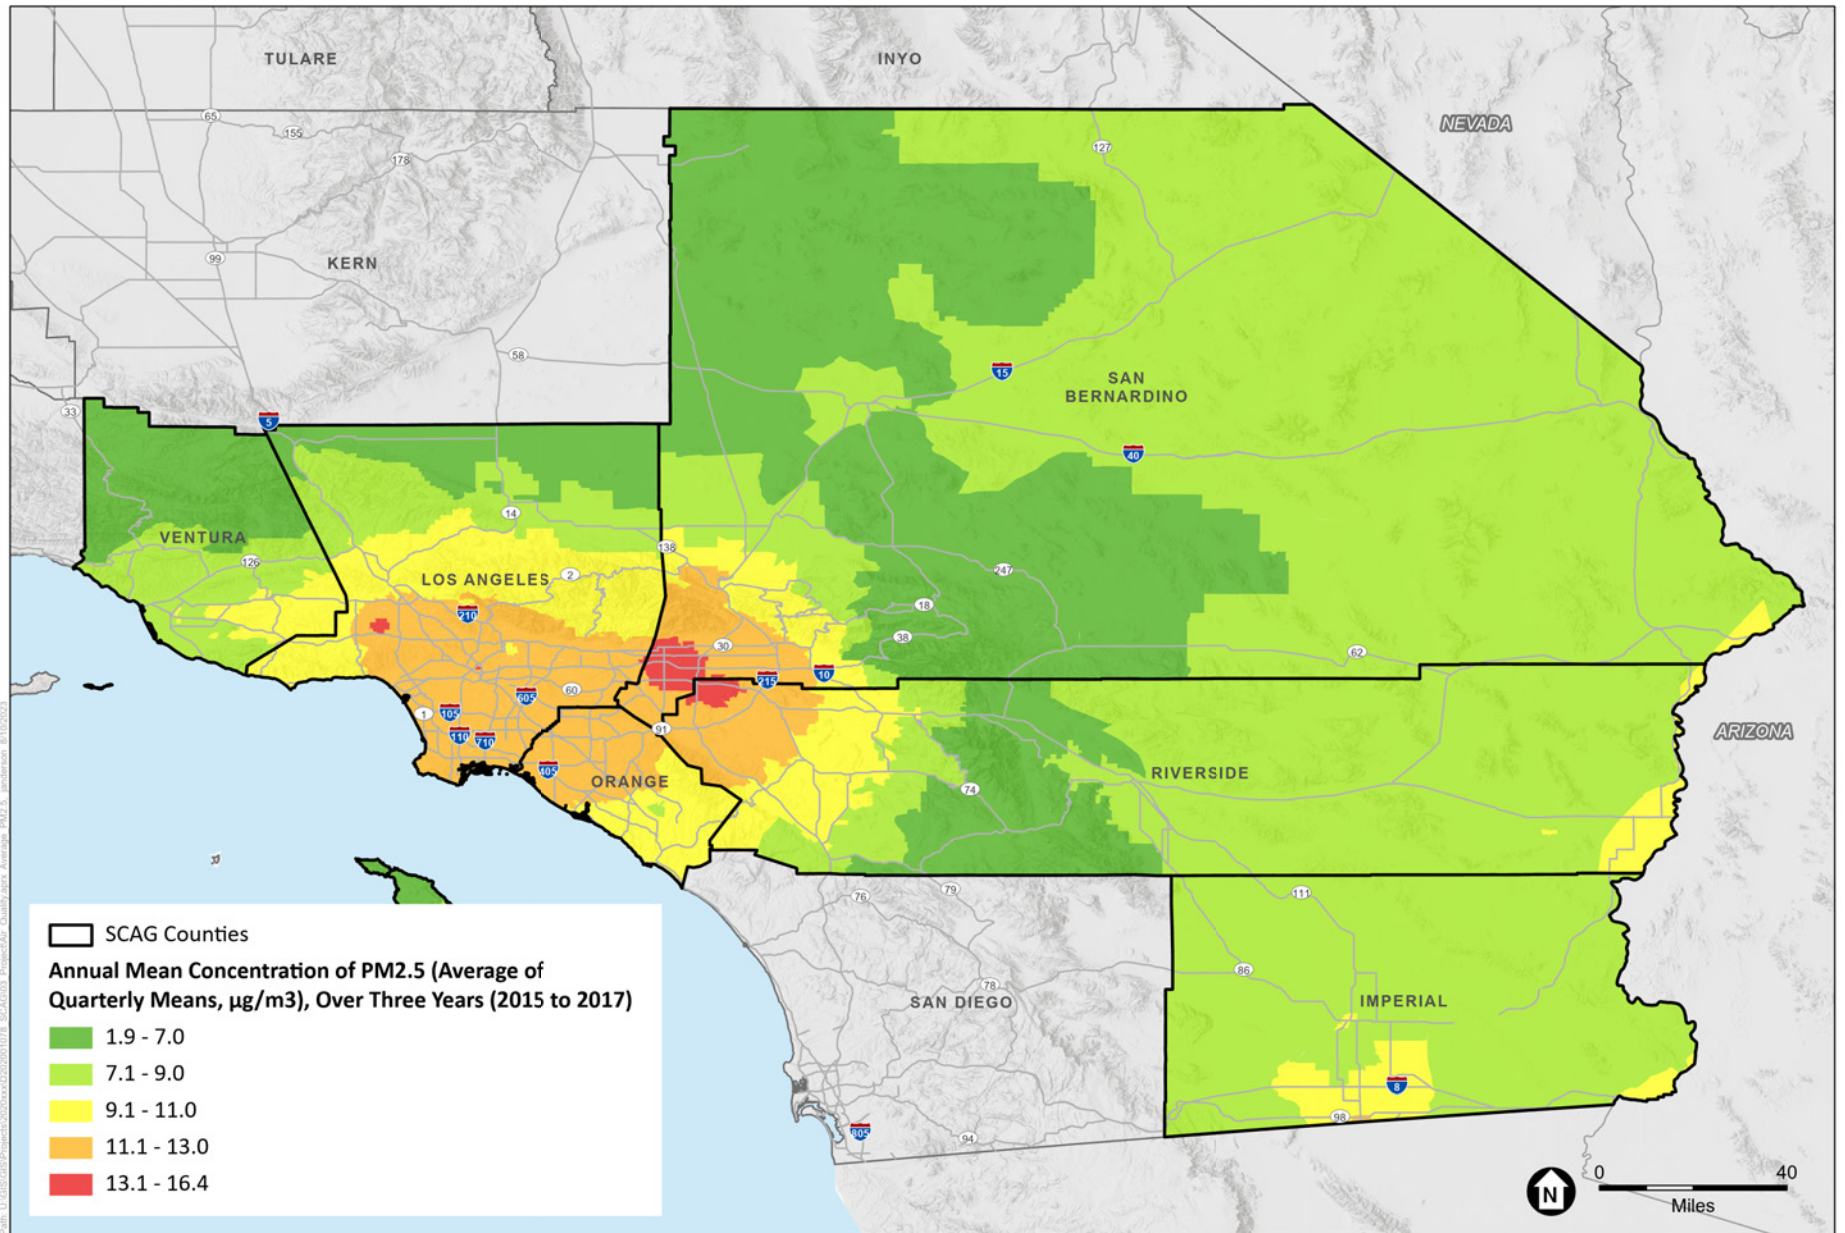 TULARE
INYO
NEVADA
65
155
127
178
99
KERN
58
15
SAN
BERNARDINO
33
5
40
14
VENTURA
138
126
LOS ANGELES
2
247
18
210
38
30
62
10
215
60
605
1
105
91
110
710
ARIZONA
405
ORANGE
RIVERSIDE
74
76
79
111
86
78
SAN DIEGO
IMPERIAL
8
98
805
94
SCAG Counties
Annual Mean Concentration of PM2.5 (Average of
Quarterly Means, µg/m3), Over Three Years (2015 to 2017)
1.9 - 7.0
7.1 - 9.0
9.1 - 11.0
11.1 - 13.0
13.1 - 16.4
N
0 40
Miles